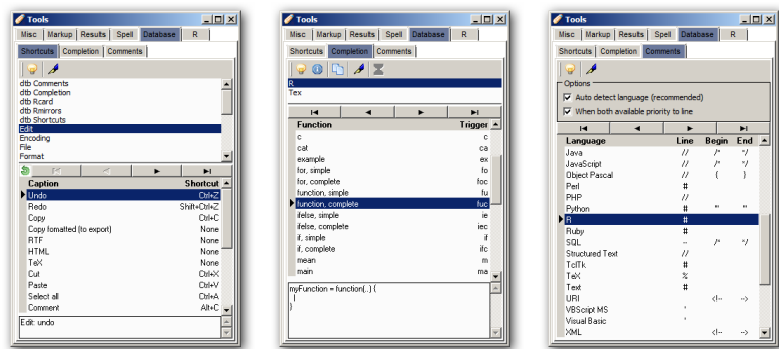 Tools
Misc Markup Results Spell Database R
Shortcuts Completion Comments
dtb Comments
dtb Completion
dtb Rcard
dtb Rmirrors
dtb Shortcuts
Edit
Encoding
File
Format
Caption Shortcut
Undo Ctrl+Z
Redo Shift+Ctrl+Z
Copy Ctrl+C
Copy fomatted (to export) None
RTF None
HTML None
TeX None
Cut Ctrl+X
Paste Ctrl+V
Select all Ctrl+A
Comment Alt+C
Edit: undo
Tools
Misc Markup Results Spell Database R
Shortcuts Completion Comments
R
Tex
Function Trigger
c c
cat ca
example ex
for, simple fo
for, complete foc
function, simple fu
function, complete fuc
ifelse, simple ie
ifelse, complete iec
if, simple if
if, complete ifc
mean m
main ma
myFunction = function(..) {
|
}
Tools
Misc Markup Results Spell Database R
Shortcuts Completion Comments
Options
Auto detect language (recommended)
When both available priority to line
Language Line Begin End
Java // /* */
JavaScript // /* */
Object Pascal // { }
Perl #
PHP //
Python # ''' '''
R #
Ruby #
SQL -- /* */
Structured Text //
TclTk #
TeX %
Text #
URI <!-- -->
VBScript MS '
Visual Basic '
XML <!-- -->